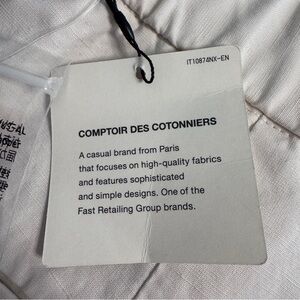 IT10874NX-EN
COMPTOIR DES COTONNIERS
A casual brand from Paris
that focuses on high-quality fabrics
and features sophisticated
and simple designs. One of the
Fast Retailing Group brands.